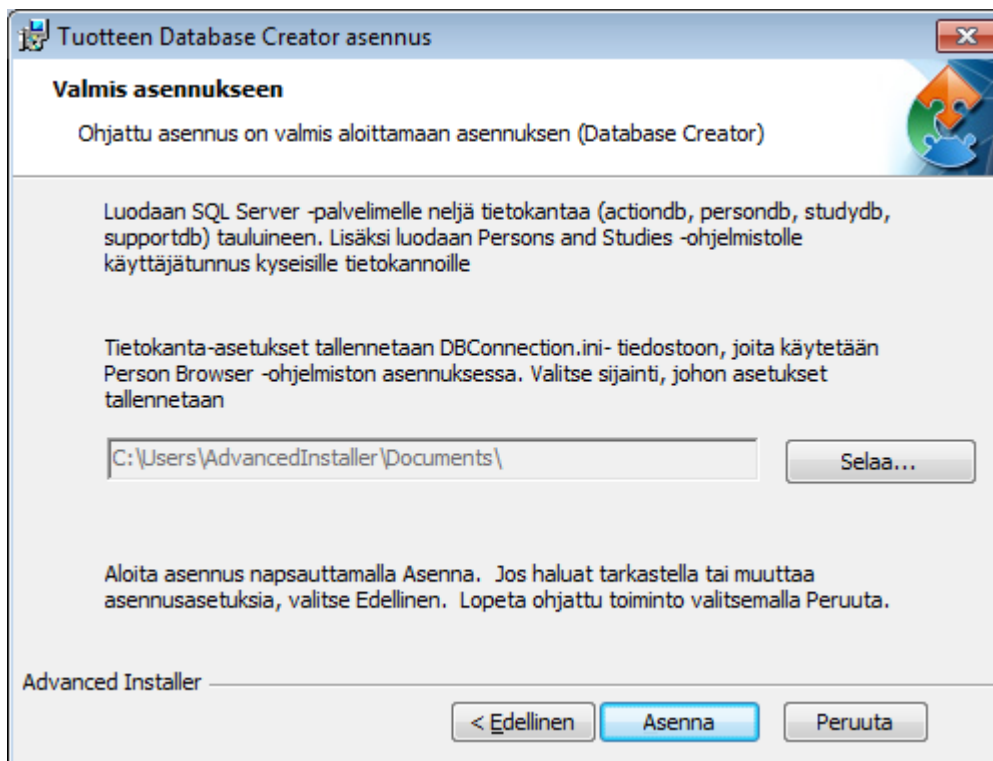 Tuotteen Database Creator asennus
Valmis asennukseen
Ohjattu asennus on valmis aloittamaan asennuksen (Database Creator)
Luodaan SQL Server -palvelimelle neljä tietokantaa (actiondb, persondb, studydb,
supportdb) tauluineen. Lisäksi luodaan Persons and Studies -ohjelmistolle
käyttäjätunnus kyseisille tietokannoille
Tietokanta-asetukset tallennetaan DBConnection.ini- tiedostoon, joita käytetään
Person Browser -ohjelmiston asennuksessa. Valitse sijainti, johon asetukset
tallennetaan
C:\Users\AdvancedInstaller\Documents\
Selaa...
Aloita asennus napsauttamalla Asenna.  Jos haluat tarkastella tai muuttaa
asennusasetuksia, valitse Edellinen.  Lopeta ohjattu toiminto valitsemalla Peruuta.
Advanced Installer
< Edellinen
Asenna
Peruuta